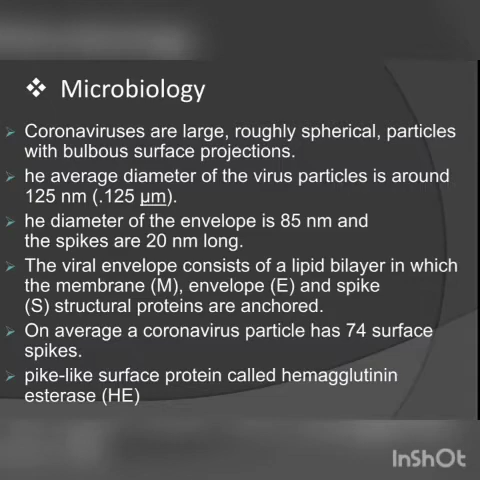 ❖ Microbiology
➢ Coronaviruses are large, roughly spherical, particles
with bulbous surface projections.
➢ he average diameter of the virus particles is around
125 nm (.125 μm).
➢ he diameter of the envelope is 85 nm and
the spikes are 20 nm long.
➢ The viral envelope consists of a lipid bilayer in which
the membrane (M), envelope (E) and spike
(S) structural proteins are anchored.
➢ On average a coronavirus particle has 74 surface
spikes.
➢ pike-like surface protein called hemagglutinin
esterase (HE)
InShOt